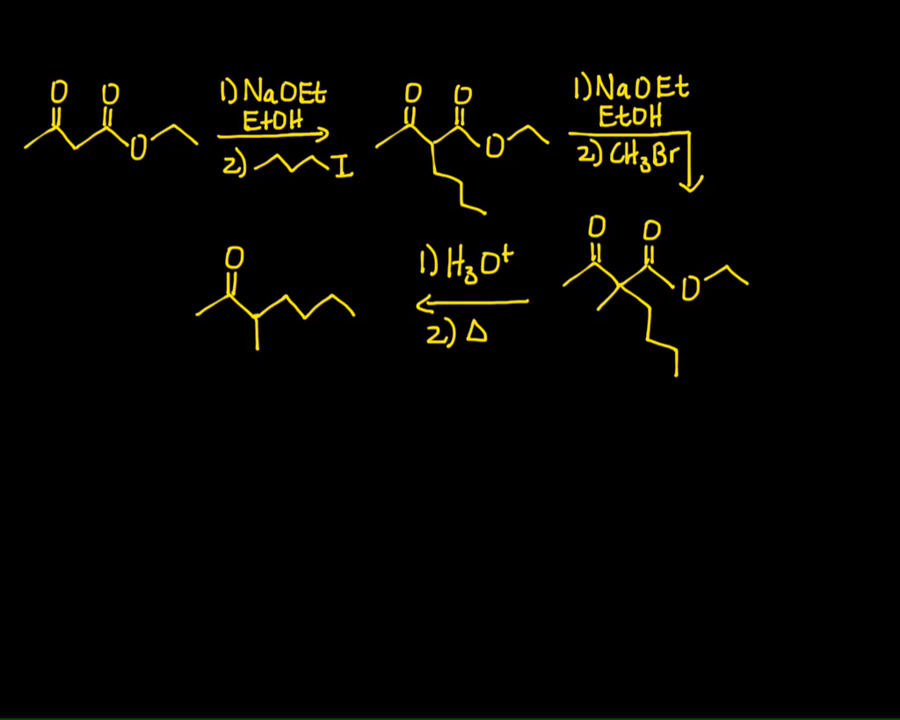 O O
1) NaOEt
EtOH
2) I
O
O O
O
1) NaOEt
EtOH
2) CH₃Br
O O
O
1) H₃O⁺
2) Δ
O